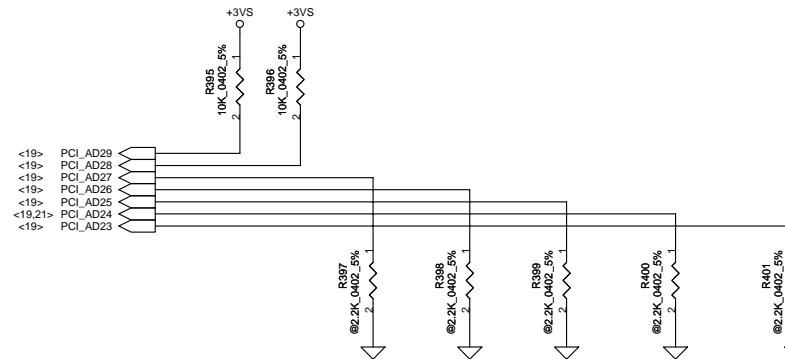 +3VS
+3VS
1
1
R395
10K_0402_5%
R396
10K_0402_5%
2
2
<19> PCI_AD29
<19> PCI_AD28
<19> PCI_AD27
<19> PCI_AD26
<19> PCI_AD25
<19,21> PCI_AD24
<19> PCI_AD23
1
1
1
1
1
R397
@2.2K_0402_5%
R398
@2.2K_0402_5%
R399
@2.2K_0402_5%
R400
@2.2K_0402_5%
R401
@2.2K_0402_5%
2
2
2
2
2